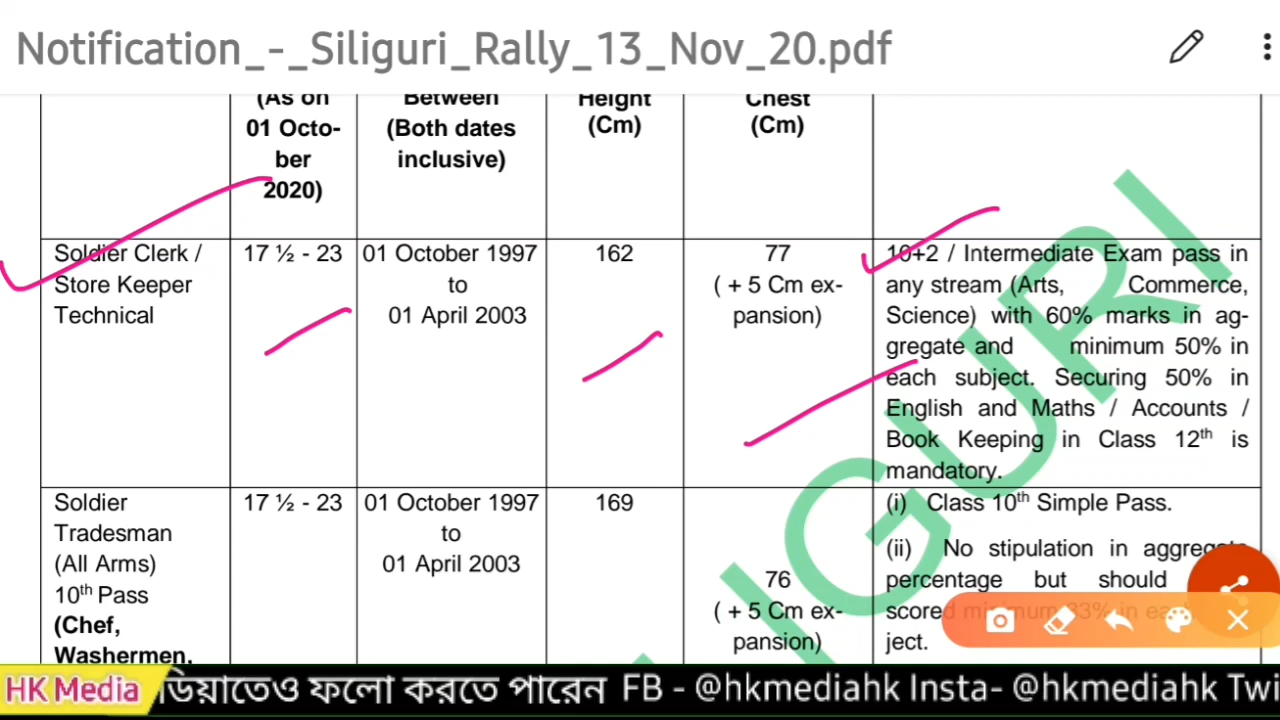 Notification_-_Siliguri_Rally_13_Nov_20.pdf
(As on
01 Octo-
ber
2020)
Between
(Both dates
inclusive)
Height
(Cm)
Chest
(Cm)
Soldier Clerk /
Store Keeper
Technical
17 ½ - 23
01 October 1997
to
01 April 2003
162
77
( + 5 Cm ex-
pansion)
10+2 / Intermediate Exam pass in
any stream (Arts, Commerce,
Science) with 60% marks in ag-
gregate and minimum 50% in
each subject. Securing 50% in
English and Maths / Accounts /
Book Keeping in Class 12th is
mandatory.
Soldier
Tradesman
(All Arms)
10th Pass
(Chef,
Washermen,
17 ½ - 23
01 October 1997
to
01 April 2003
169
76
( + 5 Cm ex-
pansion)
(i) Class 10th Simple Pass.
(ii) No stipulation in aggregate
percentage but should
scored minimum 33% in
ject.
IGURI
HK Media
ডিয়াতেও ফলো করতে পারেন FB - @hkmediahk Insta- @hkmediahk Twi